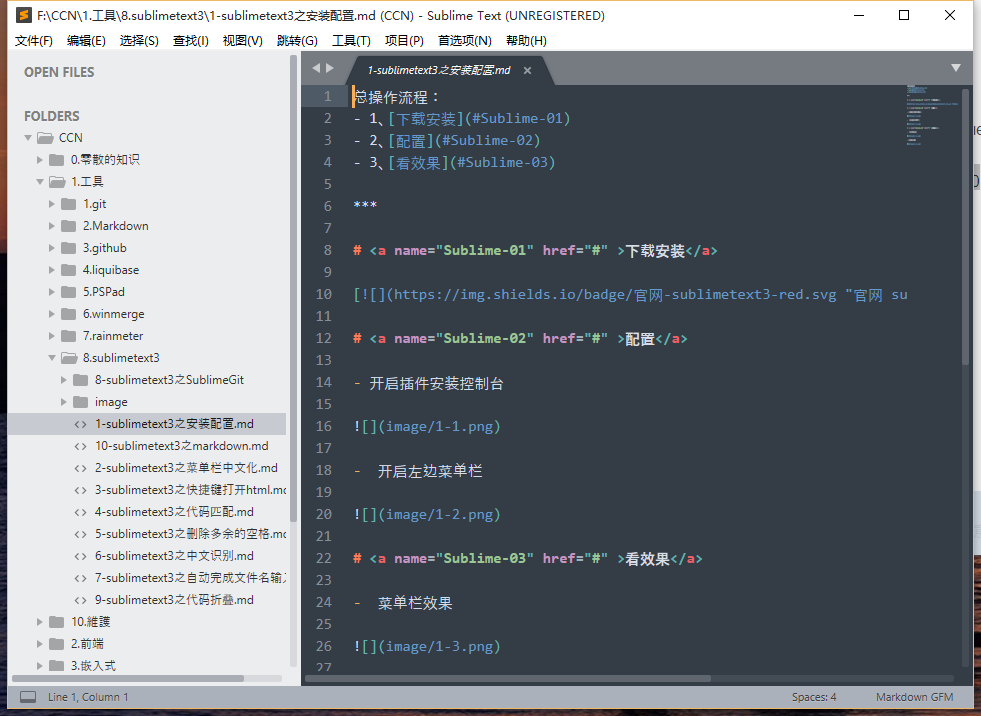 F:\CCN\1.工具\8.sublimetext3\1-sublimetext3之安装配置.md (CCN) - Sublime Text (UNREGISTERED)
文件(F) 编辑(E) 选择(S) 查找(I) 视图(V) 跳转(G) 工具(T) 项目(P) 首选项(N) 帮助(H)
OPEN FILES
FOLDERS
CCN
0.零散的知识
1.工具
1.git
2.Markdown
3.github
4.liquibase
5.PSPad
6.winmerge
7.rainmeter
8.sublimetext3
8-sublimetext3之SublimeGit
image
1-sublimetext3之安装配置.md
10-sublimetext3之markdown.md
2-sublimetext3之菜单栏中文化.md
3-sublimetext3之快捷键打开html.md
4-sublimetext3之代码匹配.md
5-sublimetext3之删除多余的空格.md
6-sublimetext3之中文识别.md
7-sublimetext3之自动完成文件名输入
9-sublimetext3之代码折叠.md
10.維護
2.前端
3.嵌入式
1-sublimetext3之安装配置.md
1 总操作流程：
2 - 1、[下载安装](#Sublime-01)
3 - 2、[配置](#Sublime-02)
4 - 3、[看效果](#Sublime-03)
5
6 ***
7
8 # <a name="Sublime-01" href="#" >下载安装</a>
9
10 [![](https://img.shields.io/badge/官网-sublimetext3-red.svg "官网 su
11
12 # <a name="Sublime-02" href="#" >配置</a>
13
14 - 开启插件安装控制台
15
16 ![](image/1-1.png)
17
18 -  开启左边菜单栏
19
20 ![](image/1-2.png)
21
22 # <a name="Sublime-03" href="#" >看效果</a>
23
24 -  菜单栏效果
25
26 ![](image/1-3.png)
27
Line 1, Column 1
Spaces: 4
Markdown GFM